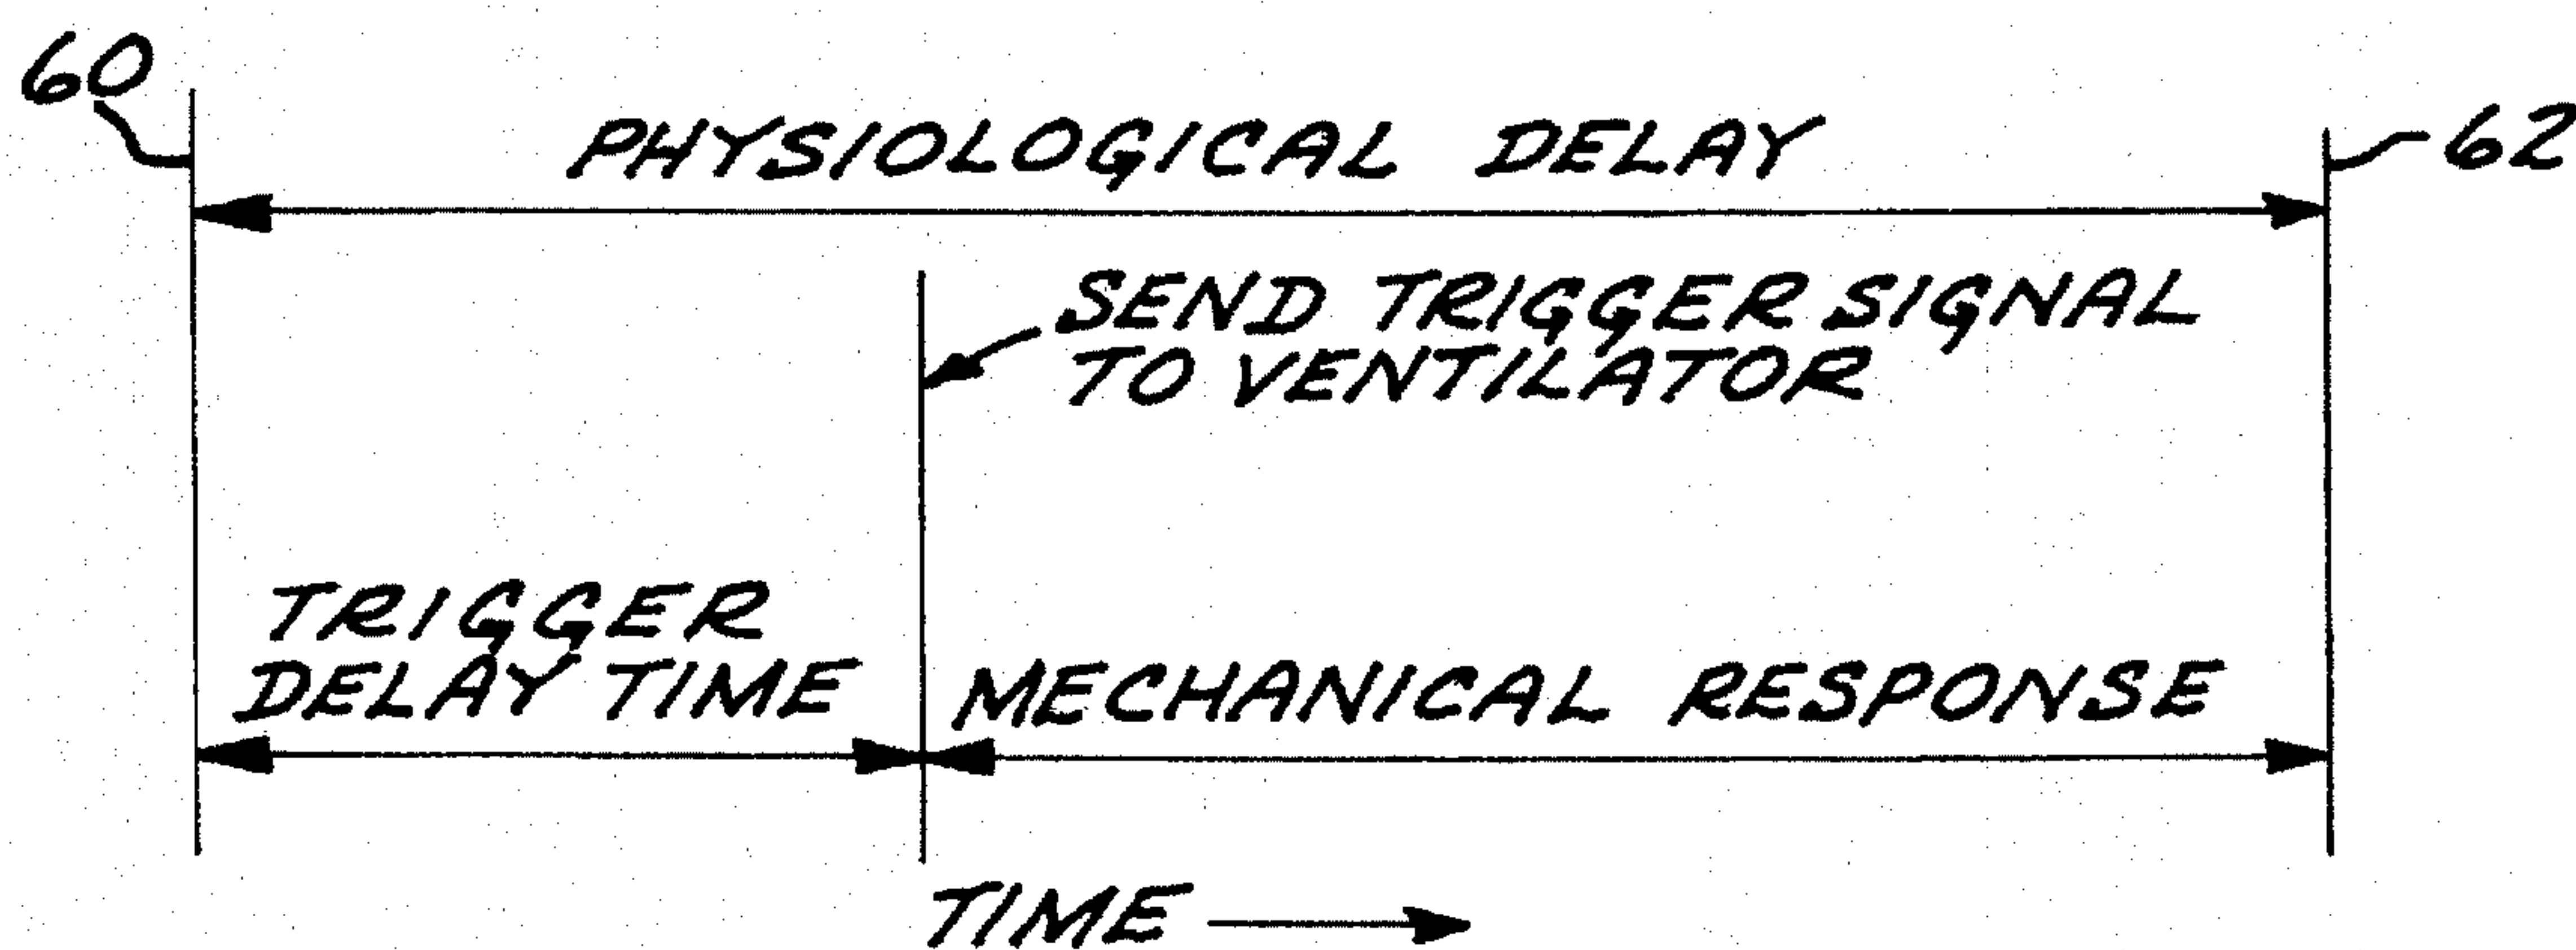 60
PHYSIOLOGICAL DELAY
62
SEND TRIGGER SIGNAL
TO VENTILATOR
TRIGGER
DELAY TIME
MECHANICAL RESPONSE
TIME